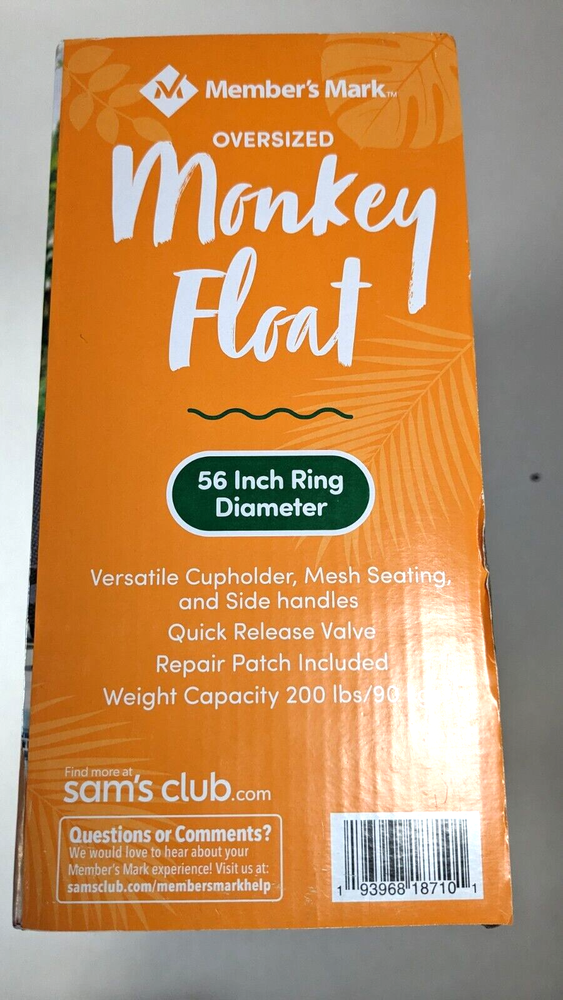 Member's Mark™
OVERSIZED
Monkey
Float
56 Inch Ring
Diameter
Versatile Cupholder, Mesh Seating,
and Side handles
Quick Release Valve
Repair Patch Included
Weight Capacity 200 lbs/90
Find more at
sam's club.com
Questions or Comments?
We would love to hear about your
Member's Mark experience! Visit us at:
samsclub.com/membersmarkhelp
1 93968 18710 1